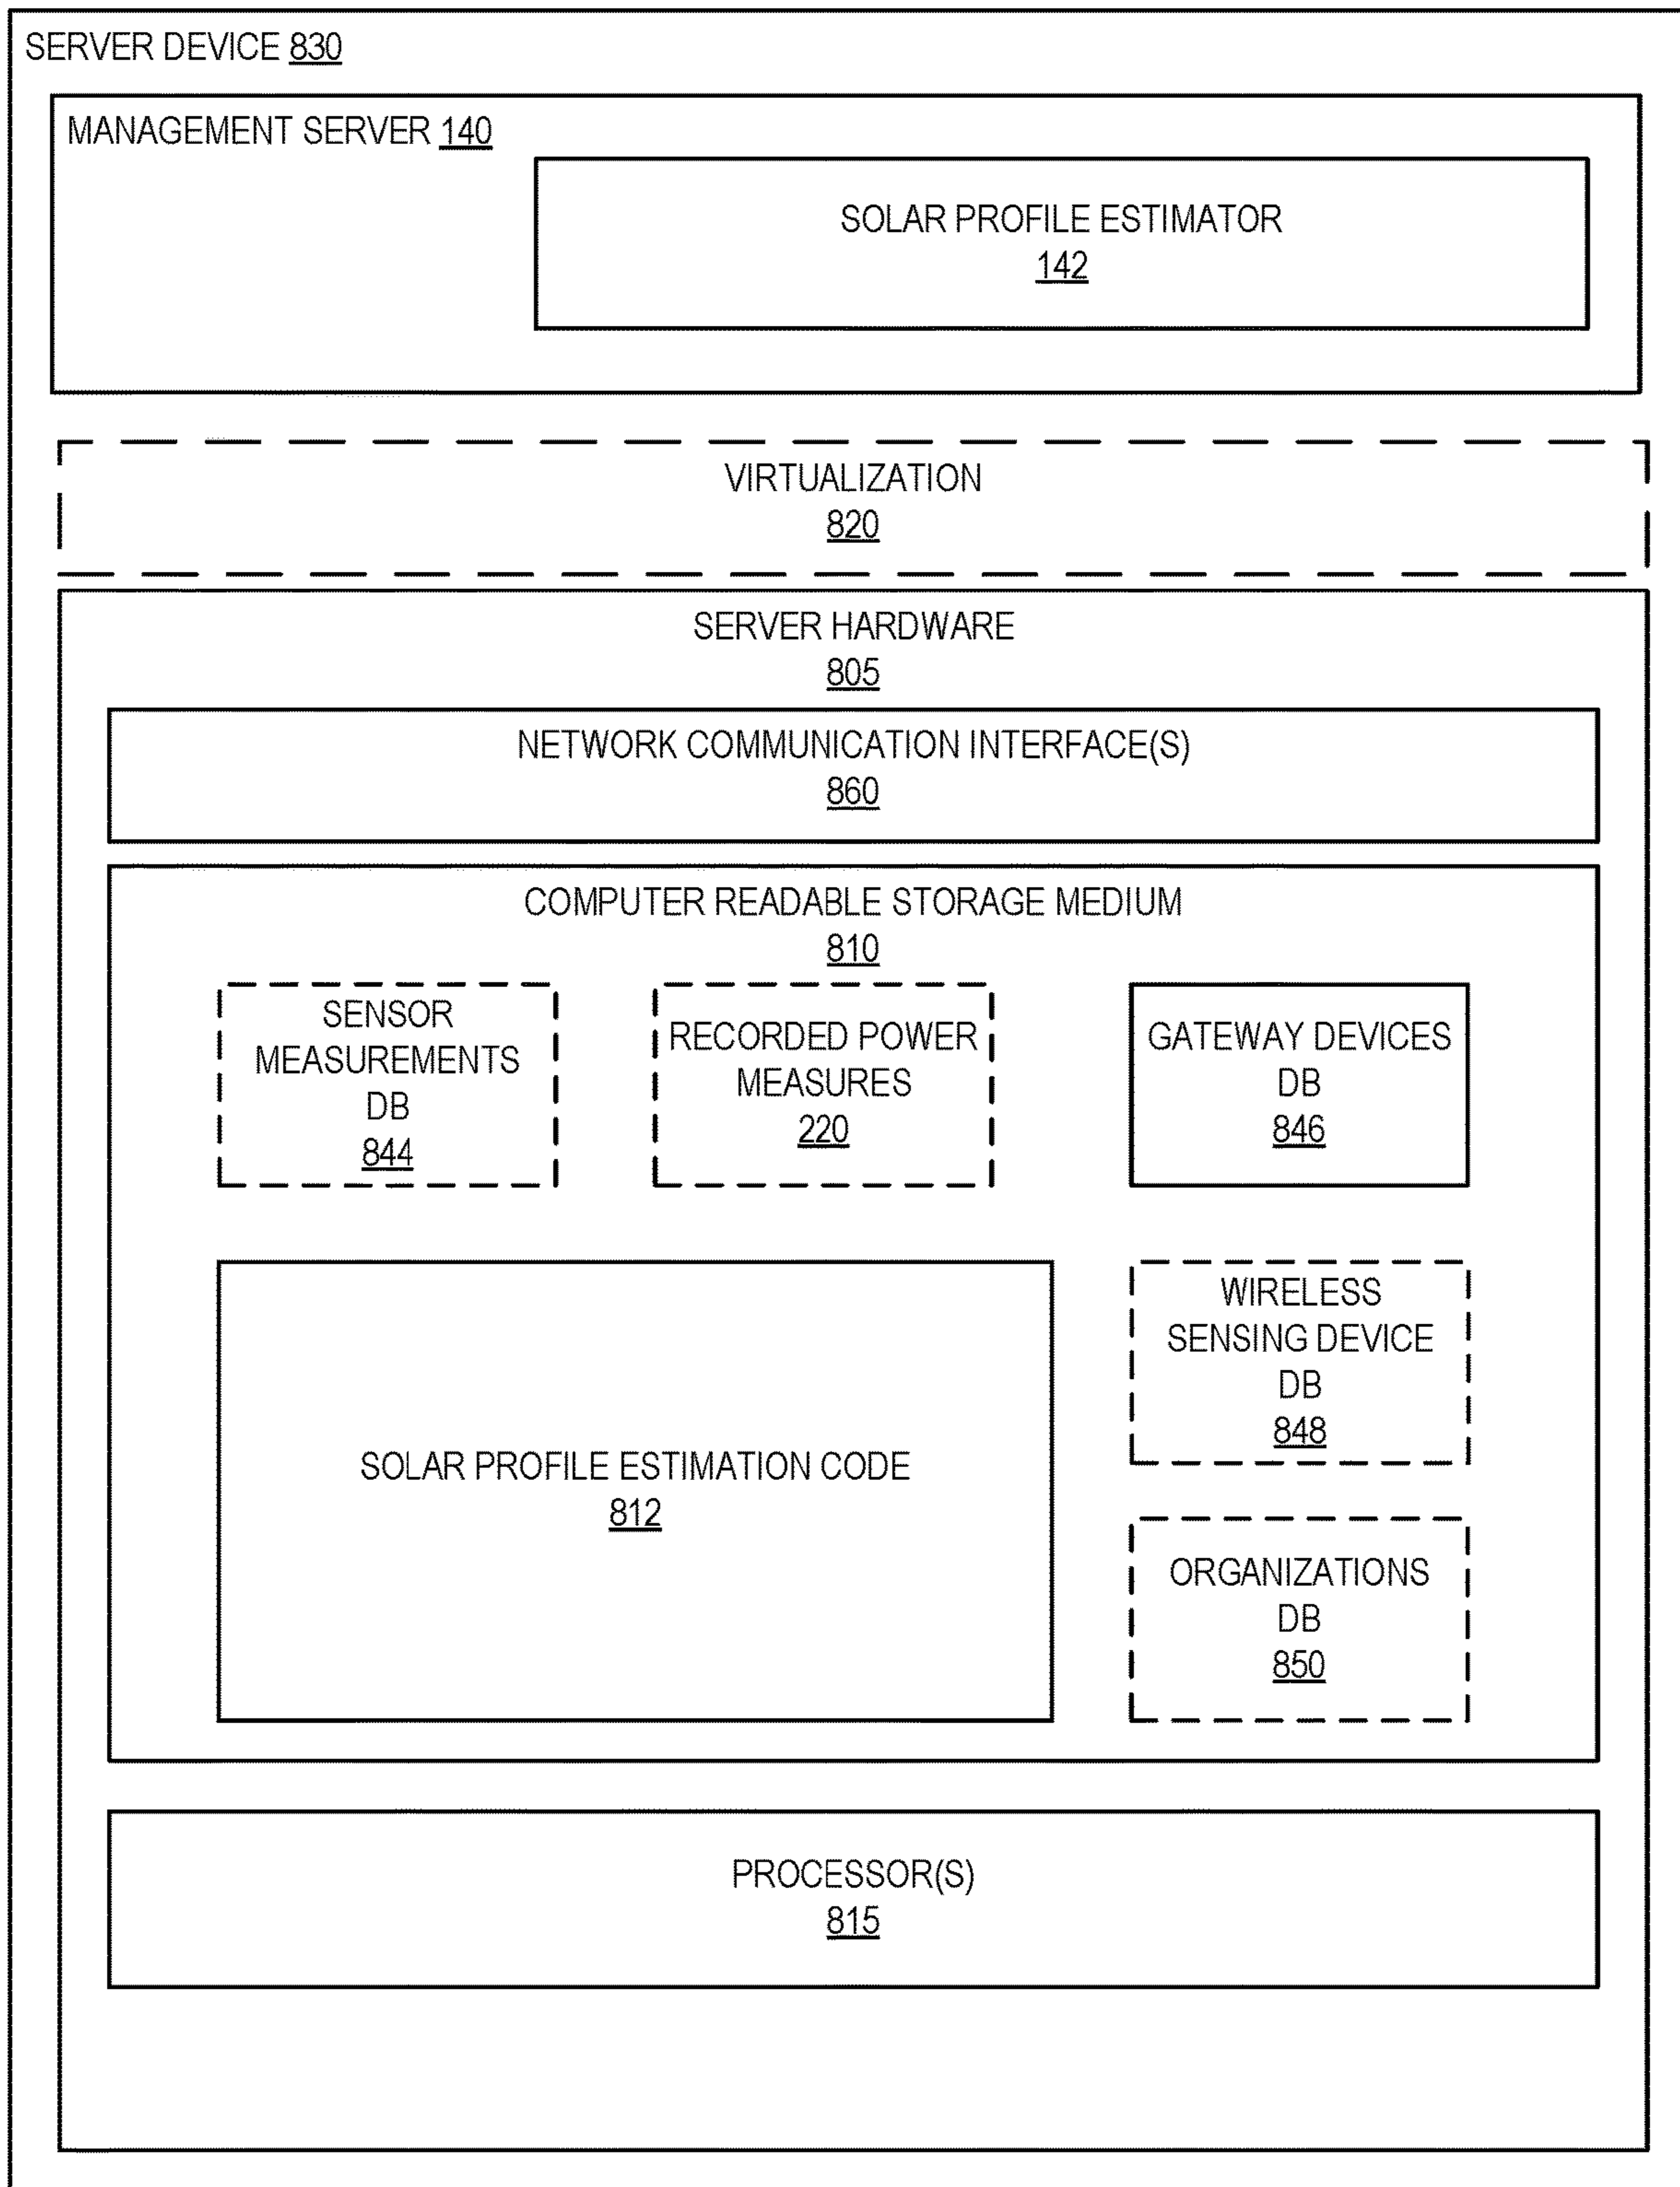 SERVER DEVICE 830
MANAGEMENT SERVER 140
SOLAR PROFILE ESTIMATOR
142
VIRTUALIZATION
820
SERVER HARDWARE
805
NETWORK COMMUNICATION INTERFACE(S)
860
COMPUTER READABLE STORAGE MEDIUM
810
SENSOR
MEASUREMENTS
DB
844
RECORDED POWER
MEASURES
220
GATEWAY DEVICES
DB
846
SOLAR PROFILE ESTIMATION CODE
812
WIRELESS
SENSING DEVICE
DB
848
ORGANIZATIONS
DB
850
PROCESSOR(S)
815